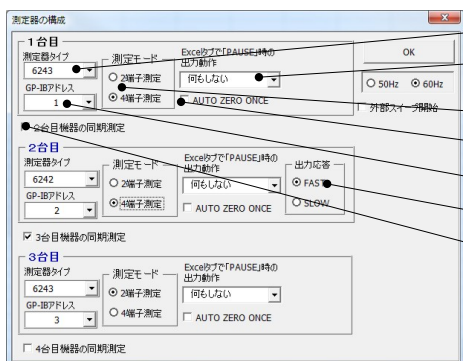 測定器の構成
1台目
測定器タイプ
6243
GP-IBアドレス
1
測定モード
2端子測定
4端子測定
Excelタブで「PAUSE」時の
出力動作
何もしない
AUTO ZERO ONCE
OK
50Hz
60Hz
外部スイープ開始
2台目機器の同期測定
2台目
測定器タイプ
6242
GP-IBアドレス
2
測定モード
2端子測定
4端子測定
Excelタブで「PAUSE」時の
出力動作
何もしない
AUTO ZERO ONCE
出力応答
FAST
SLOW
3台目機器の同期測定
3台目
測定器タイプ
6243
GP-IBアドレス
3
測定モード
2端子測定
4端子測定
Excelタブで「PAUSE」時の
出力動作
何もしない
AUTO ZERO ONCE
4台目機器の同期測定